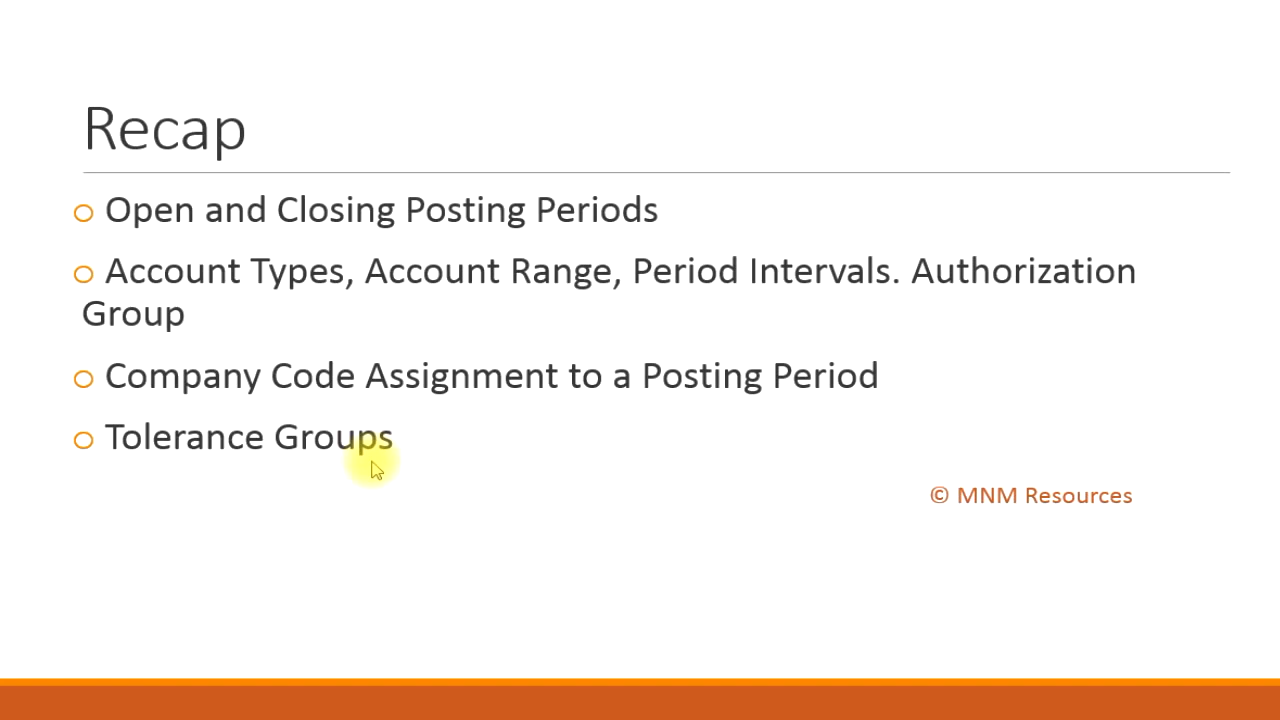 Recap
o Open and Closing Posting Periods
o Account Types, Account Range, Period Intervals. Authorization
Group
o Company Code Assignment to a Posting Period
o Tolerance Groups
© MNM Resources